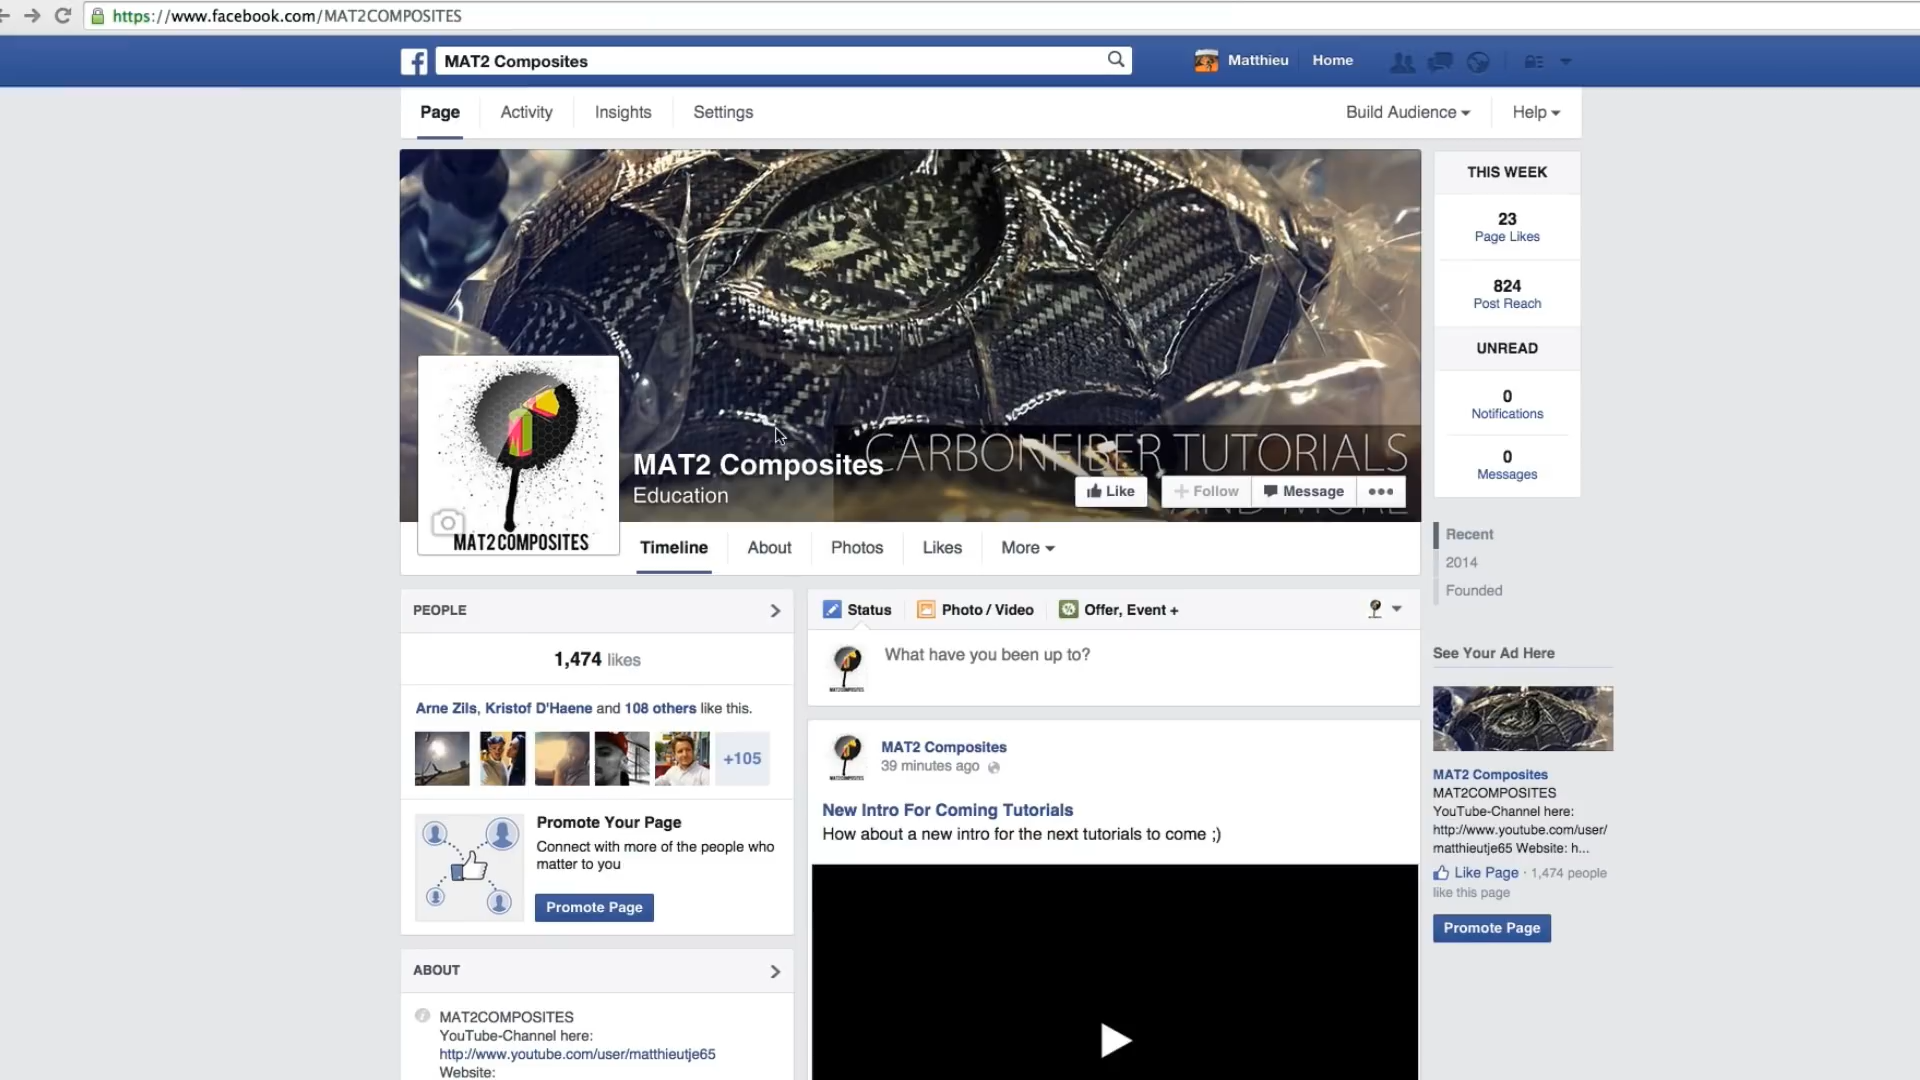 https://www.facebook.com/MAT2COMPOSITES
MAT2 Composites
Matthieu
Home
Page
Activity
Insights
Settings
Build Audience
Help
CARBONFIBER TUTORIALS
AND MORE
MAT2 Composites
Education
Like
Follow
Message
MAT2COMPOSITES
Timeline
About
Photos
Likes
More
THIS WEEK
23
Page Likes
824
Post Reach
UNREAD
0
Notifications
0
Messages
Recent
2014
Founded
PEOPLE
1,474 likes
Arne Zils, Kristof D'Haene and 108 others like this.
+105
Promote Your Page
Connect with more of the people who
matter to you
Promote Page
ABOUT
MAT2COMPOSITES
YouTube-Channel here:
http://www.youtube.com/user/matthieutje65
Website:
Status
Photo / Video
Offer, Event +
What have you been up to?
MAT2 Composites
39 minutes ago
New Intro For Coming Tutorials
How about a new intro for the next tutorials to come ;)
See Your Ad Here
MAT2 Composites
MAT2COMPOSITES
YouTube-Channel here:
http://www.youtube.com/user/
matthieutje65 Website: h...
Like Page · 1,474 people
like this page
Promote Page